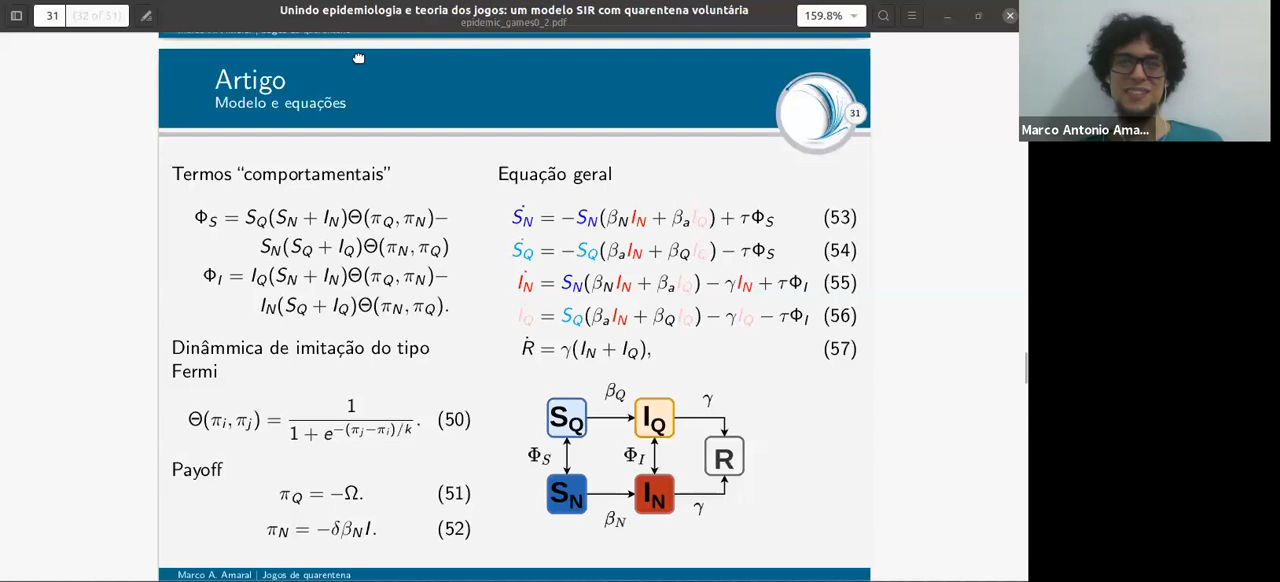 31 (32 of 51)
Unindo epidemiologia e teoria dos jogos: um modelo SIR com quarentena voluntária
epidemic_games0_2.pdf
159.8%
Artigo
Modelo e equações
31
Marco Antonio Ama...
Termos “comportamentais”
Φ_S = S_Q(S_N + I_N)Θ(π_Q, π_N)−
S_N(S_Q + I_Q)Θ(π_N, π_Q)
Φ_I = I_Q(S_N + I_N)Θ(π_Q, π_N)−
I_N(S_Q + I_Q)Θ(π_N, π_Q).
Dinâmmica de imitação do tipo
Fermi
Θ(π_i, π_j) = 1 / (1 + e^{−(π_j−π_i)/k}). (50)
Payoff
π_Q = −Ω. (51)
π_N = −δβ_N I. (52)
Equação geral
Ṡ_N = −S_N(β_N I_N + β_a I_Q) + τΦ_S (53)
Ṡ_Q = −S_Q(β_a I_N + β_Q I_Q) − τΦ_S (54)
İ_N = S_N(β_N I_N + β_a I_Q) − γI_N + τΦ_I (55)
İ_Q = S_Q(β_a I_N + β_Q I_Q) − γI_Q − τΦ_I (56)
Ṙ = γ(I_N + I_Q), (57)
β_Q γ
S_Q I_Q
Φ_S Φ_I R
S_N I_N
β_N γ
Marco A. Amaral | Jogos de quarentena